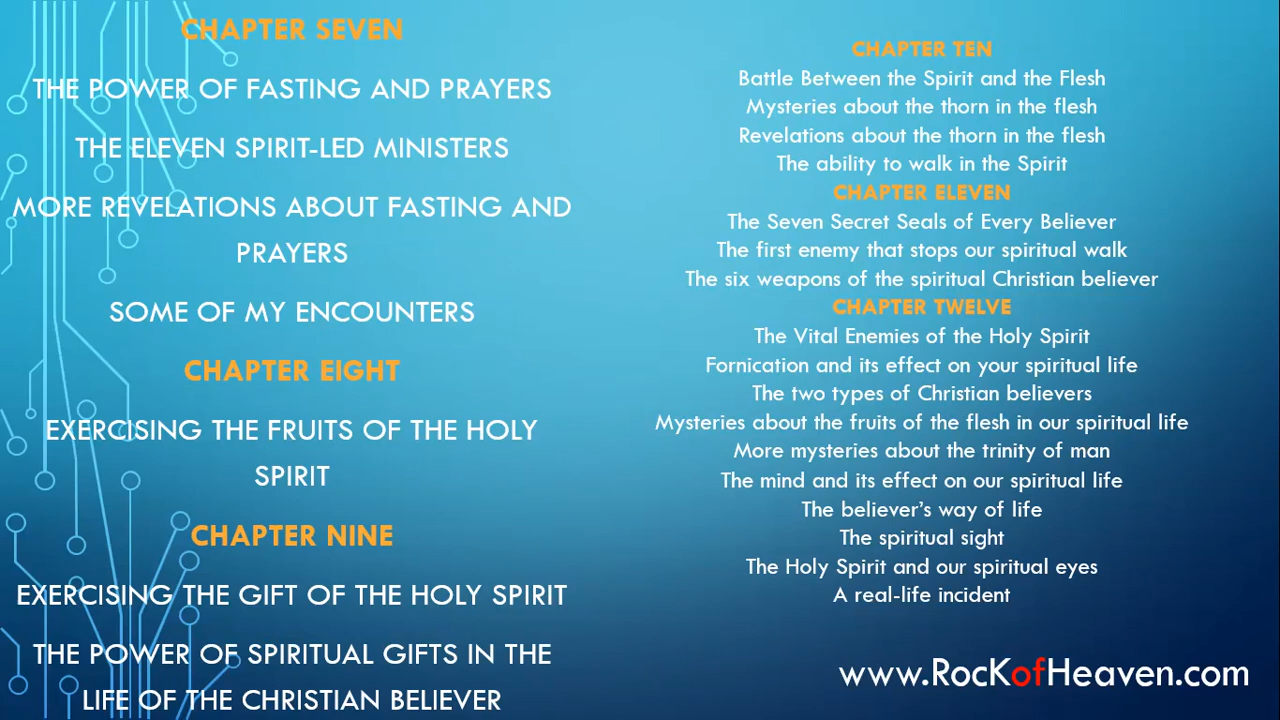 CHAPTER SEVEN
THE POWER OF FASTING AND PRAYERS
THE ELEVEN SPIRIT-LED MINISTERS
MORE REVELATIONS ABOUT FASTING AND
PRAYERS
SOME OF MY ENCOUNTERS
CHAPTER EIGHT
EXERCISING THE FRUITS OF THE HOLY
SPIRIT
CHAPTER NINE
EXERCISING THE GIFT OF THE HOLY SPIRIT
THE POWER OF SPIRITUAL GIFTS IN THE
LIFE OF THE CHRISTIAN BELIEVER
CHAPTER TEN
Battle Between the Spirit and the Flesh
Mysteries about the thorn in the flesh
Revelations about the thorn in the flesh
The ability to walk in the Spirit
CHAPTER ELEVEN
The Seven Secret Seals of Every Believer
The first enemy that stops our spiritual walk
The six weapons of the spiritual Christian believer
CHAPTER TWELVE
The Vital Enemies of the Holy Spirit
Fornication and its effect on your spiritual life
The two types of Christian believers
Mysteries about the fruits of the flesh in our spiritual life
More mysteries about the trinity of man
The mind and its effect on our spiritual life
The believer’s way of life
The spiritual sight
The Holy Spirit and our spiritual eyes
A real-life incident
www.RocKofHeaven.com